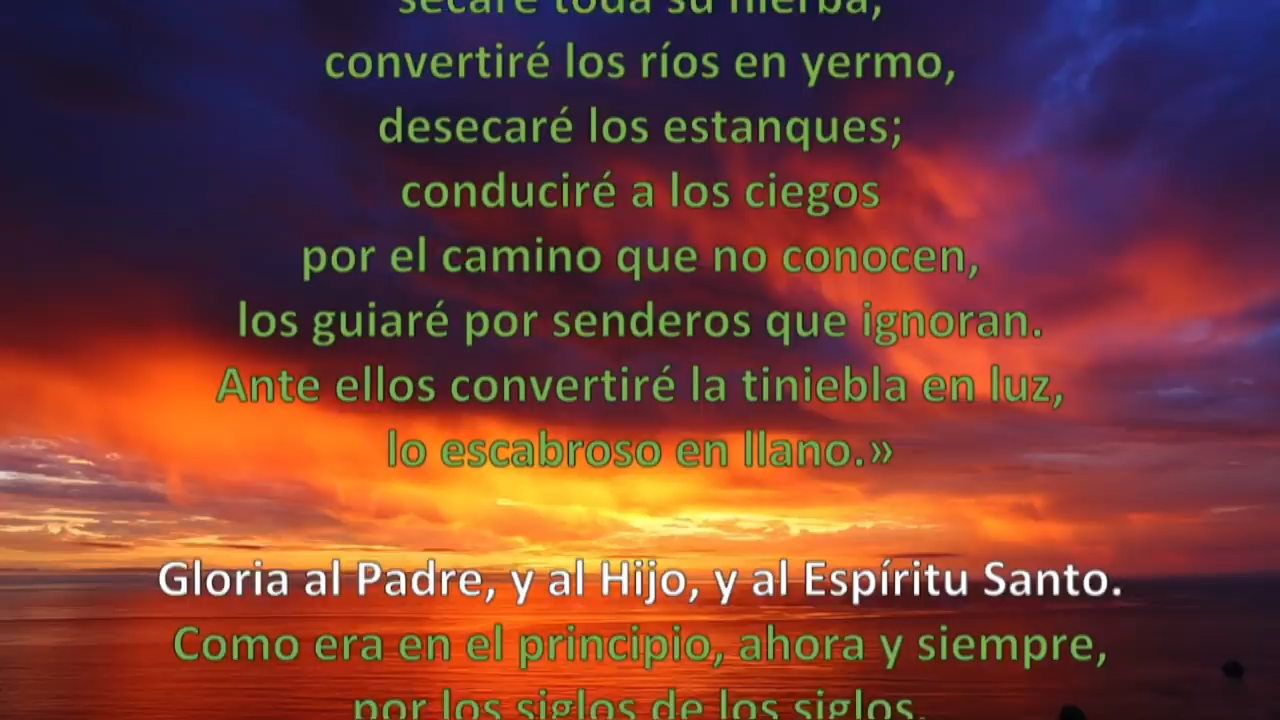 secaré toda su hierba,
convertiré los ríos en yermo,
desecaré los estanques;
conduciré a los ciegos
por el camino que no conocen,
los guiaré por senderos que ignoran.
Ante ellos convertiré la tiniebla en luz,
lo escabroso en llano.»
Gloria al Padre, y al Hijo, y al Espíritu Santo.
Como era en el principio, ahora y siempre,
por los siglos de los siglos.